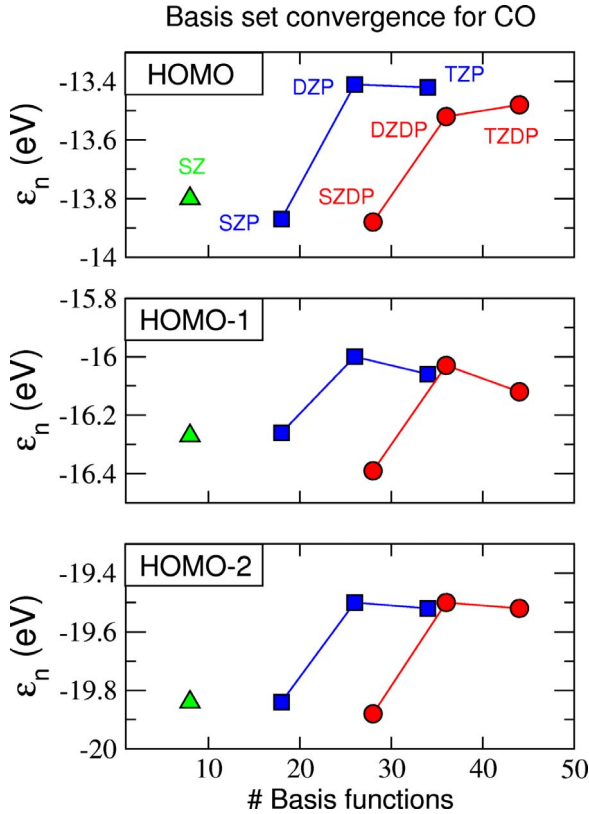 Basis set convergence for CO
HOMO
-13.4
-13.6
-13.8
-14
εn (eV)
SZ
SZP
DZP
TZP
SZDP
DZDP
TZDP
HOMO-1
-15.8
-16
-16.2
-16.4
εn (eV)
HOMO-2
-19.4
-19.6
-19.8
-20
εn (eV)
10 20 30 40 50
# Basis functions